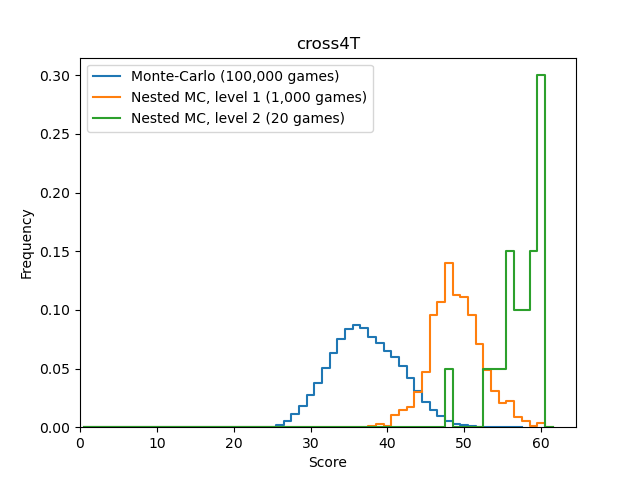 cross4T
Monte-Carlo (100,000 games)
Nested MC, level 1 (1,000 games)
Nested MC, level 2 (20 games)
Frequency
0.30
0.25
0.20
0.15
0.10
0.05
0.00
0 10 20 30 40 50 60
Score